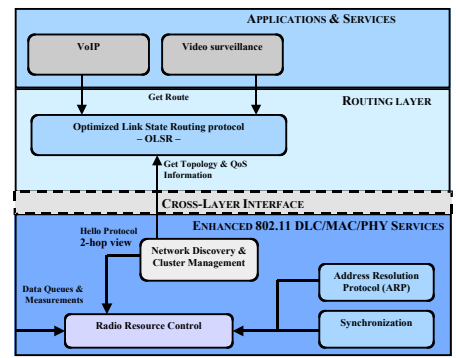 APPLICATIONS & SERVICES
VoIP
Video surveillance
Get Route
ROUTING LAYER
Optimized Link State Routing protocol
– OLSR –
Get Topology & QoS
Information
CROSS-LAYER INTERFACE
ENHANCED 802.11 DLC/MAC/PHY SERVICES
Hello Protocol
2-hop view
Network Discovery &
Cluster Management
Data Queues &
Measurements
Address Resolution
Protocol (ARP)
Radio Resource Control
Synchronization